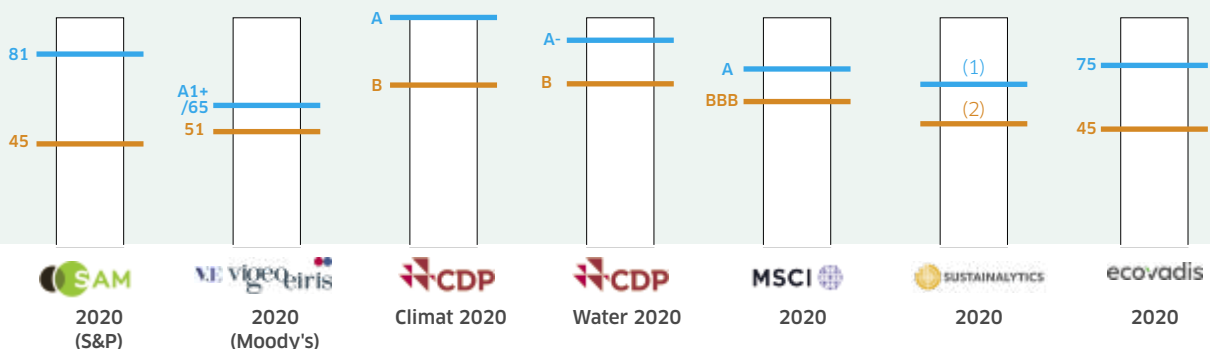 81
45
A1+
/65
51
A
B
A-
B
A
BBB
(1)
(2)
75
45
SAM
2020
(S&P)
V.E vigeo eiris
2020
(Moody's)
CDP
Climat 2020
CDP
Water 2020
MSCI
2020
SUSTAINALYTICS
2020
ecovadis
2020